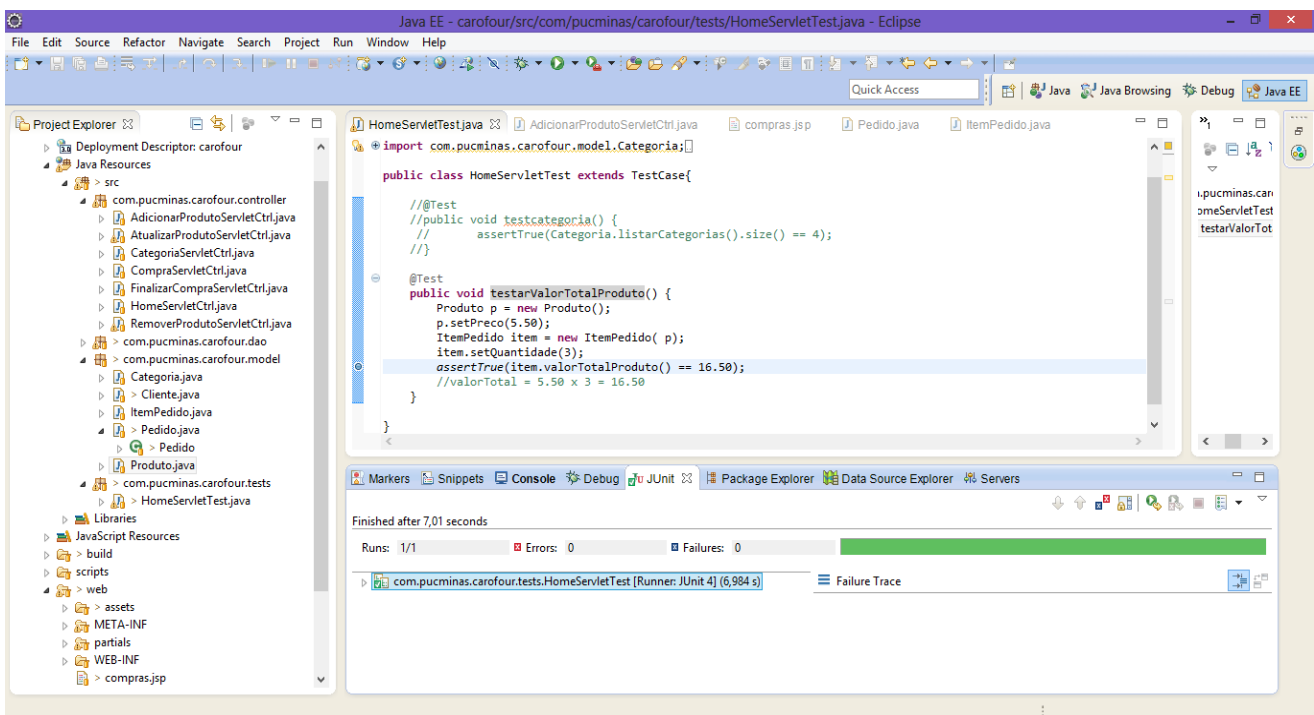 Java EE - carofour/src/com/pucminas/carofour/tests/HomeServletTest.java - Eclipse
File Edit Source Refactor Navigate Search Project Run Window Help
Quick Access
Java Java Browsing Debug Java EE
Project Explorer
Deployment Descriptor: carofour
Java Resources
> src
com.pucminas.carofour.controller
AdicionarProdutoServletCtrl.java
AtualizarProdutoServletCtrl.java
CategoriaServletCtrl.java
CompraServletCtrl.java
FinalizarCompraServletCtrl.java
HomeServletCtrl.java
RemoverProdutoServletCtrl.java
> com.pucminas.carofour.dao
> com.pucminas.carofour.model
Categoria.java
> Cliente.java
ItemPedido.java
> Pedido.java
> Pedido
Produto.java
> com.pucminas.carofour.tests
> HomeServletTest.java
Libraries
JavaScript Resources
> build
scripts
> web
> assets
META-INF
partials
WEB-INF
> compras.jsp
HomeServletTest.java AdicionarProdutoServletCtrl.java compras.jsp Pedido.java ItemPedido.java
import com.pucminas.carofour.model.Categoria;
public class HomeServletTest extends TestCase{
//@Test
//public void testcategoria() {
// assertTrue(Categoria.listarCategorias().size() == 4);
//}
@Test
public void testarValorTotalProduto() {
Produto p = new Produto();
p.setPreco(5.50);
ItemPedido item = new ItemPedido( p);
item.setQuantidade(3);
assertTrue(item.valorTotalProduto() == 16.50);
//valorTotal = 5.50 x 3 = 16.50
}
}
»1
ı.pucminas.car
omeServletTest
testarValorTot
Markers Snippets Console Debug JUnit Package Explorer Data Source Explorer Servers
Finished after 7,01 seconds
Runs: 1/1 Errors: 0 Failures: 0
com.pucminas.carofour.tests.HomeServletTest [Runner: JUnit 4] (6,984 s)
Failure Trace